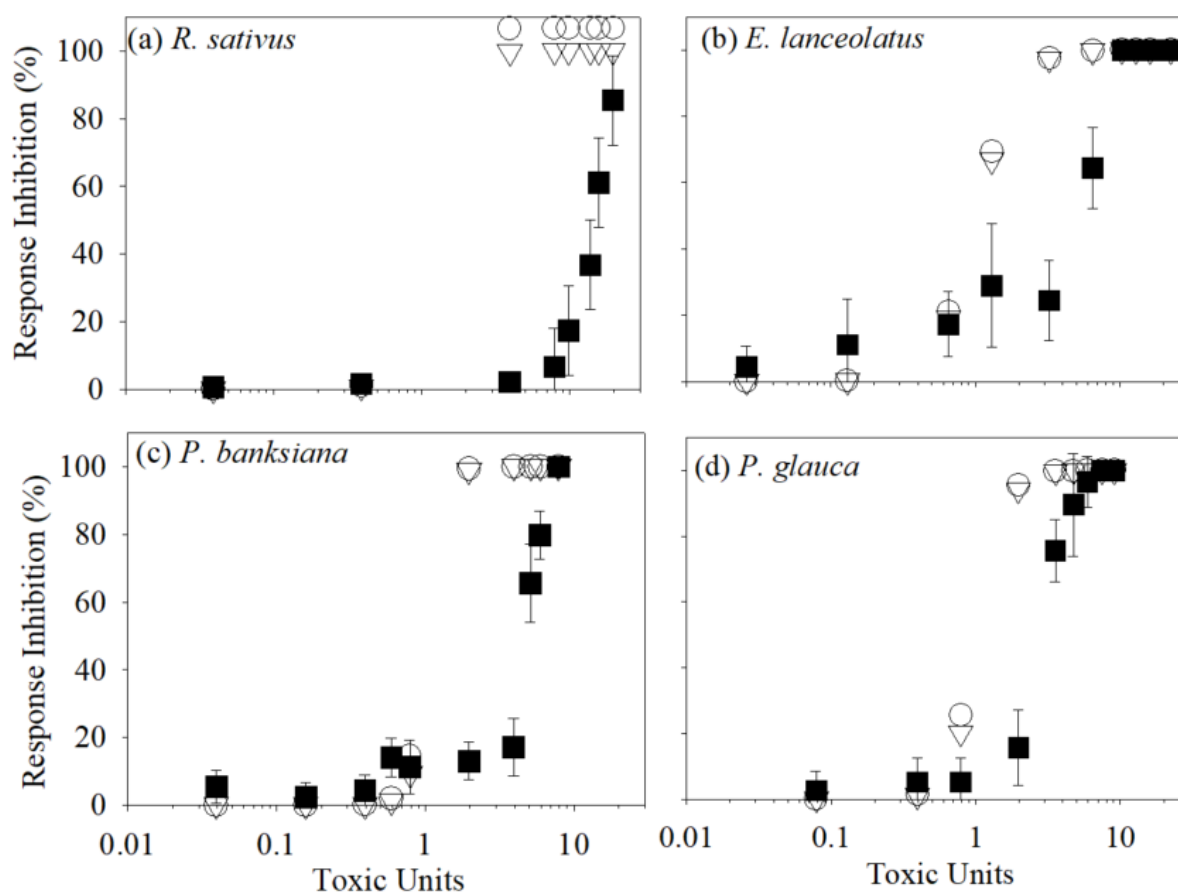 (a) R. sativus
(b) E. lanceolatus
Response Inhibition (%)
100
80
60
40
20
0
(c) P. banksiana
(d) P. glauca
Response Inhibition (%)
100
80
60
40
20
0
0.01
0.1
1
10
0.01
0.1
1
10
Toxic Units
Toxic Units